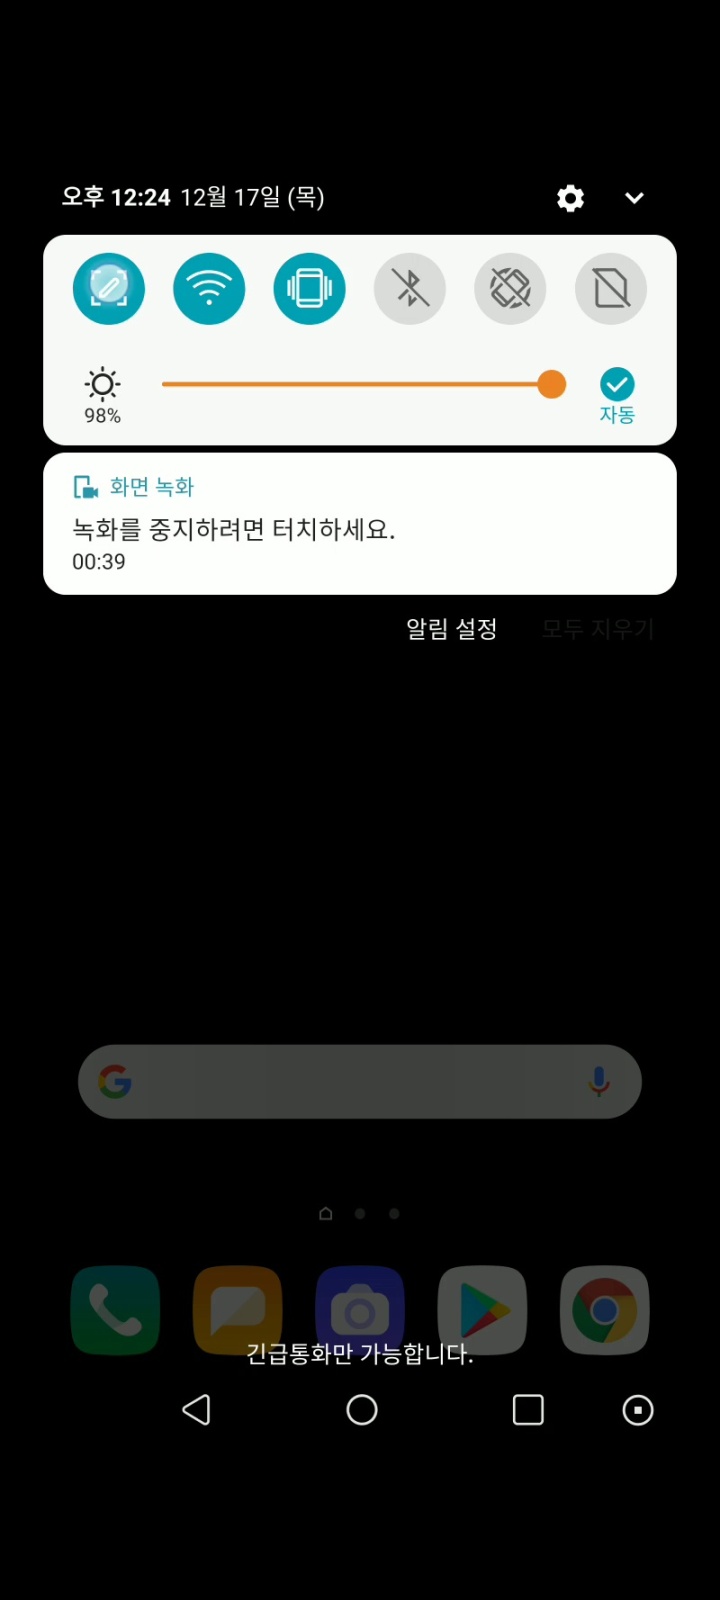 오후 12:24 12월 17일 (목)
98%
자동
화면 녹화
녹화를 중지하려면 터치하세요.
00:39
알림 설정 모두 지우기
긴급통화만 가능합니다.